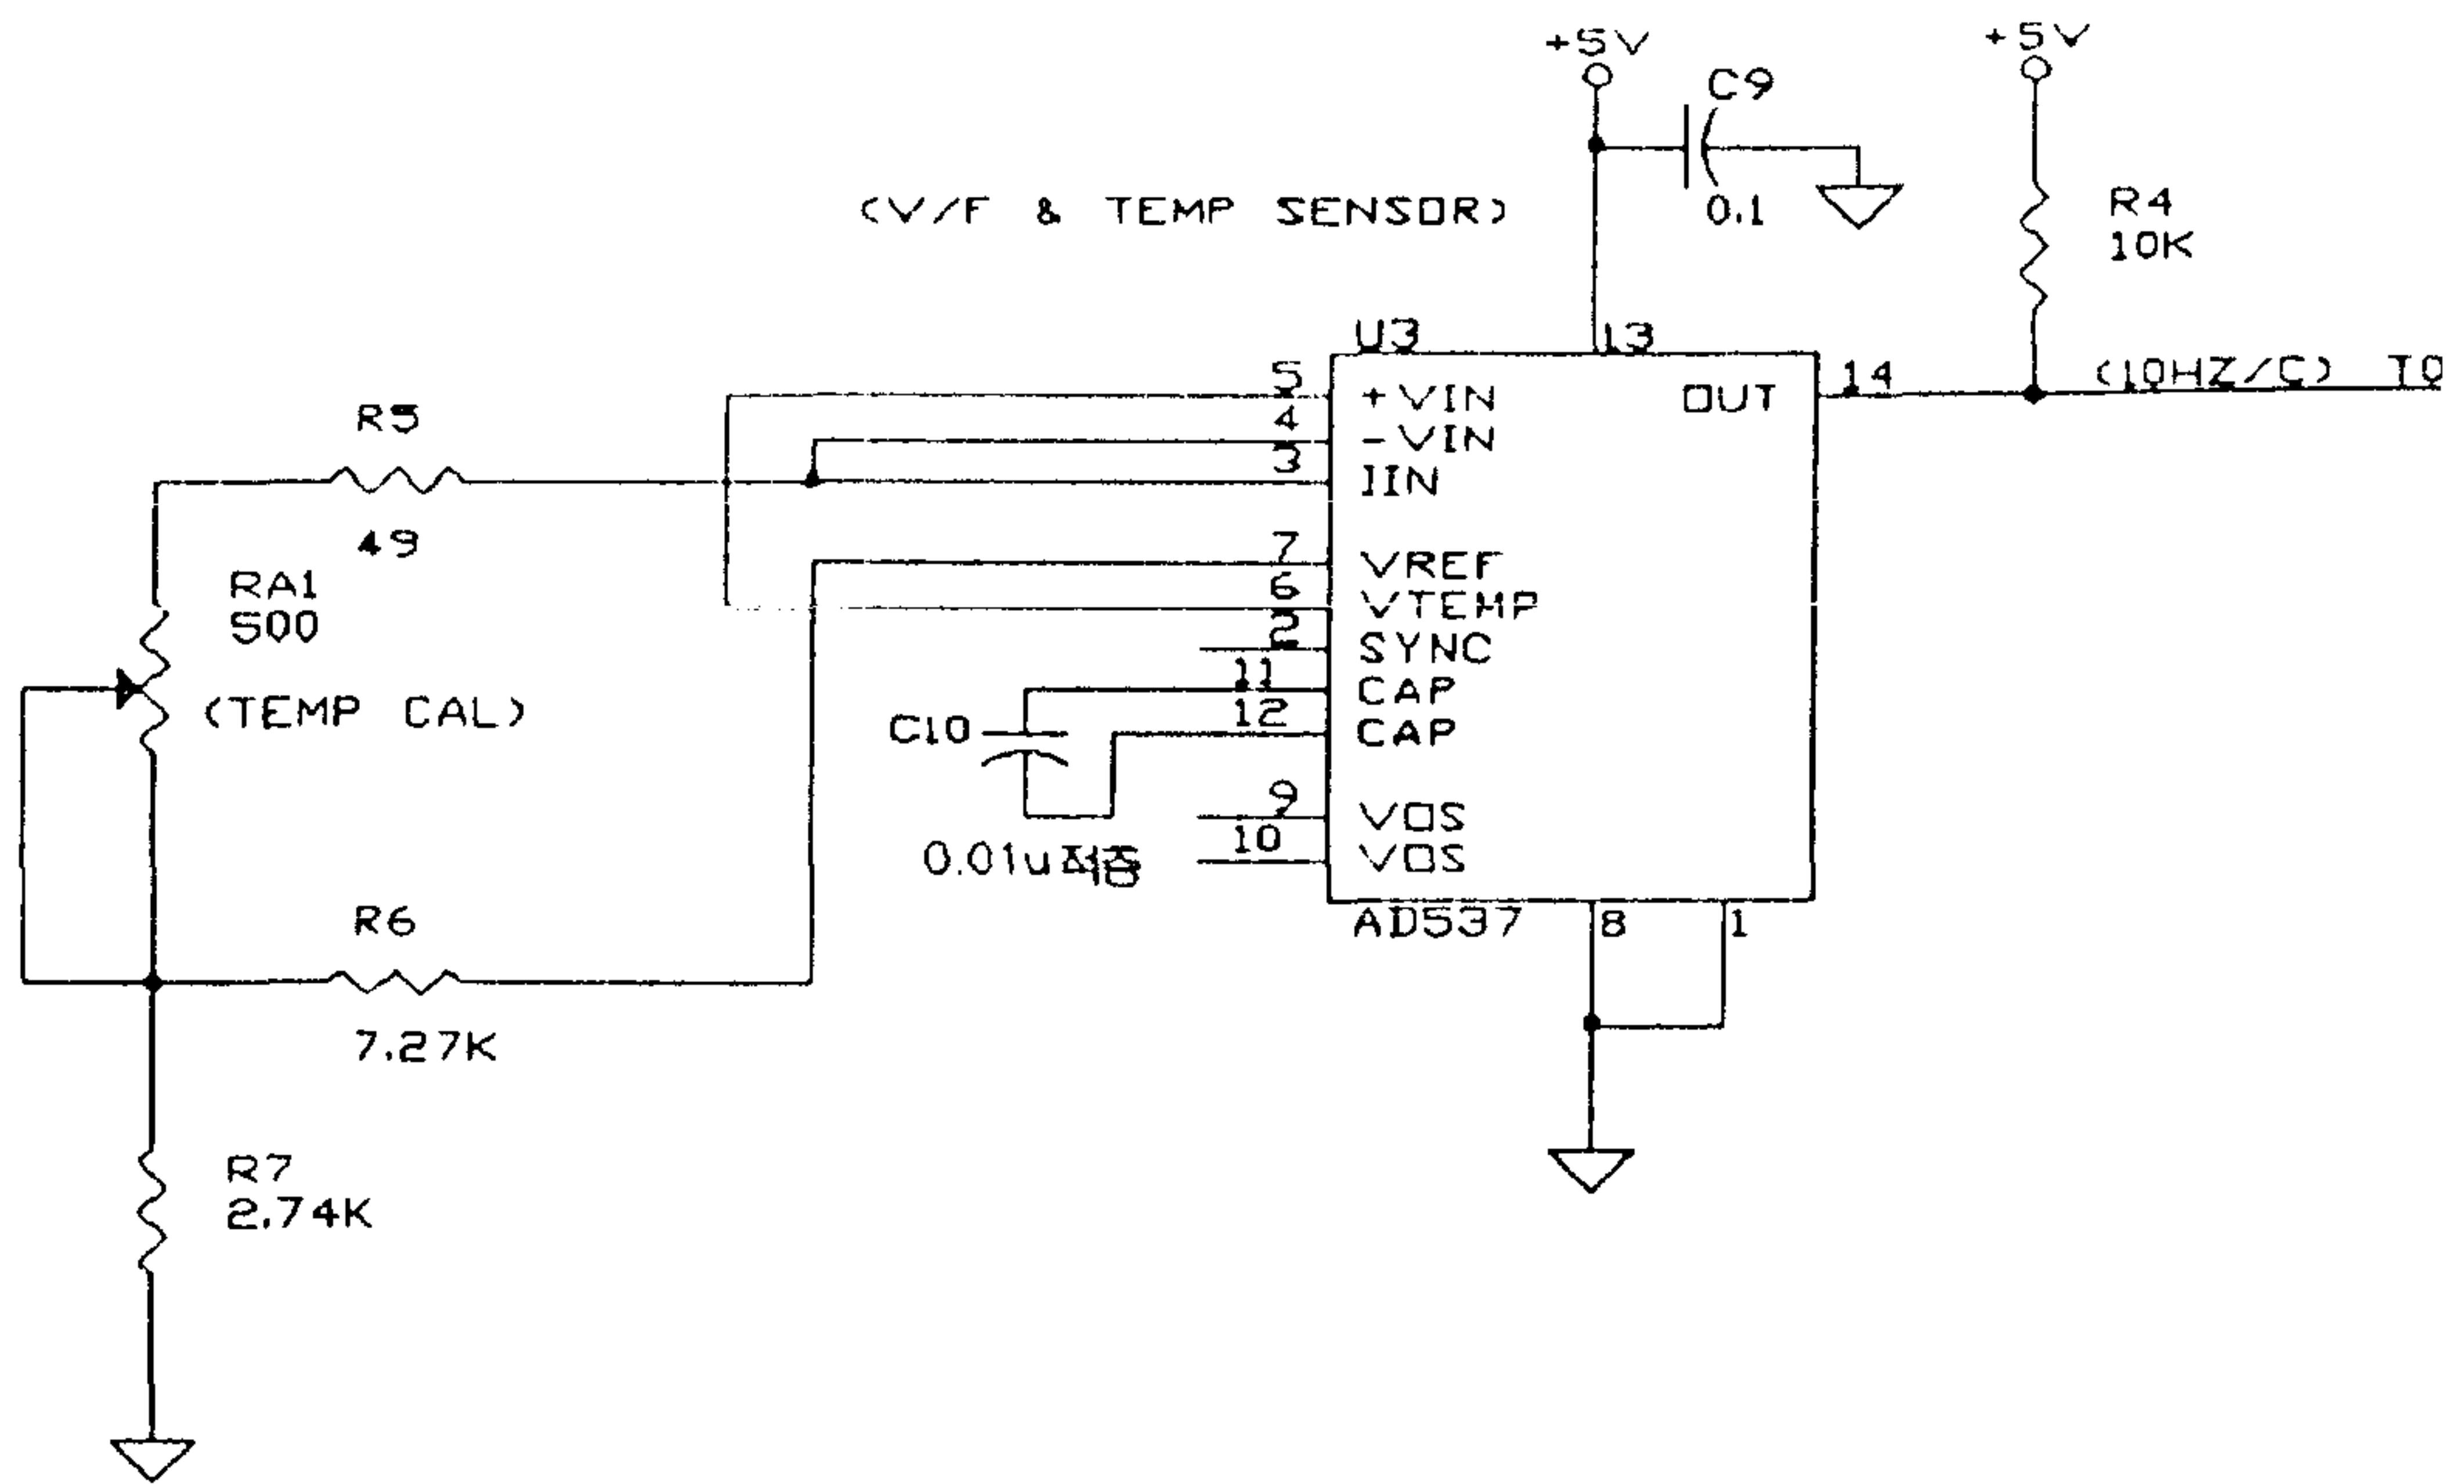 +5V
+5V
C9
0.1
R4
10K
(V/F & TEMP SENSOR)
U3
13
5
+VIN
OUT
14
(10HZ/C) TO
4
-VIN
3
IIN
R5
49
7
VREF
6
VTEMP
2
SYNC
11
CAP
12
CAP
RA1
500
(TEMP CAL)
C10
0.01u
9
VOS
10
VOS
AD537
8
1
R6
7.27K
R7
2.74K